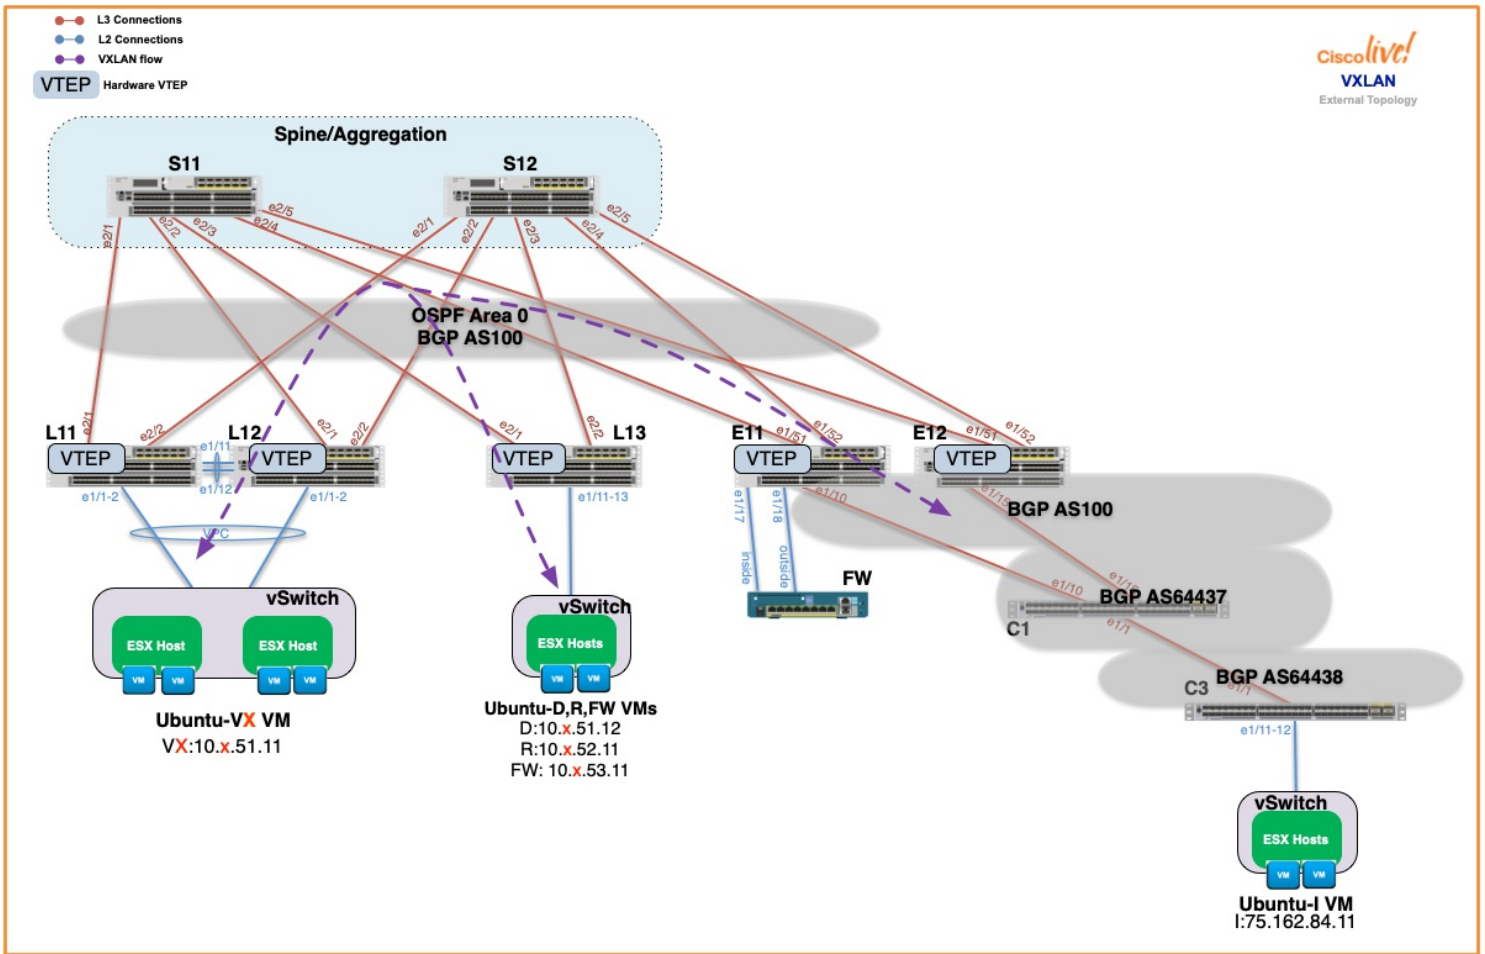 L3 Connections
L2 Connections
VXLAN flow
VTEP Hardware VTEP
Ciscolive!
VXLAN
External Topology
Spine/Aggregation
S11 S12
e2/1 e2/2 e2/3 e2/4 e2/5
e2/1 e2/2 e2/3 e2/4 e2/5
OSPF Area 0
BGP AS100
L11 e2/1 e2/2 L12 e2/1 e2/2 e2/1 e2/2 L13 E11 e1/51 e1/52 E12 e1/51 e1/52
VTEP e1/11 VTEP VTEP VTEP VTEP
e1/12
e1/1-2 e1/1-2 e1/11-13 e1/17 e1/18 e1/10 e1/15
BGP AS100
VPC
inside outside
FW
e1/10
BGP AS64437
C1 e1/1
BGP AS64438
C3 e1/1
e1/11-12
vSwitch
ESX Host ESX Host
VM VM VM VM
Ubuntu-VX VM
VX:10.x.51.11
vSwitch
ESX Hosts
VM VM
Ubuntu-D,R,FW VMs
D:10.x.51.12
R:10.x.52.11
FW: 10.x.53.11
vSwitch
ESX Hosts
VM VM
Ubuntu-I VM
I:75.162.84.11